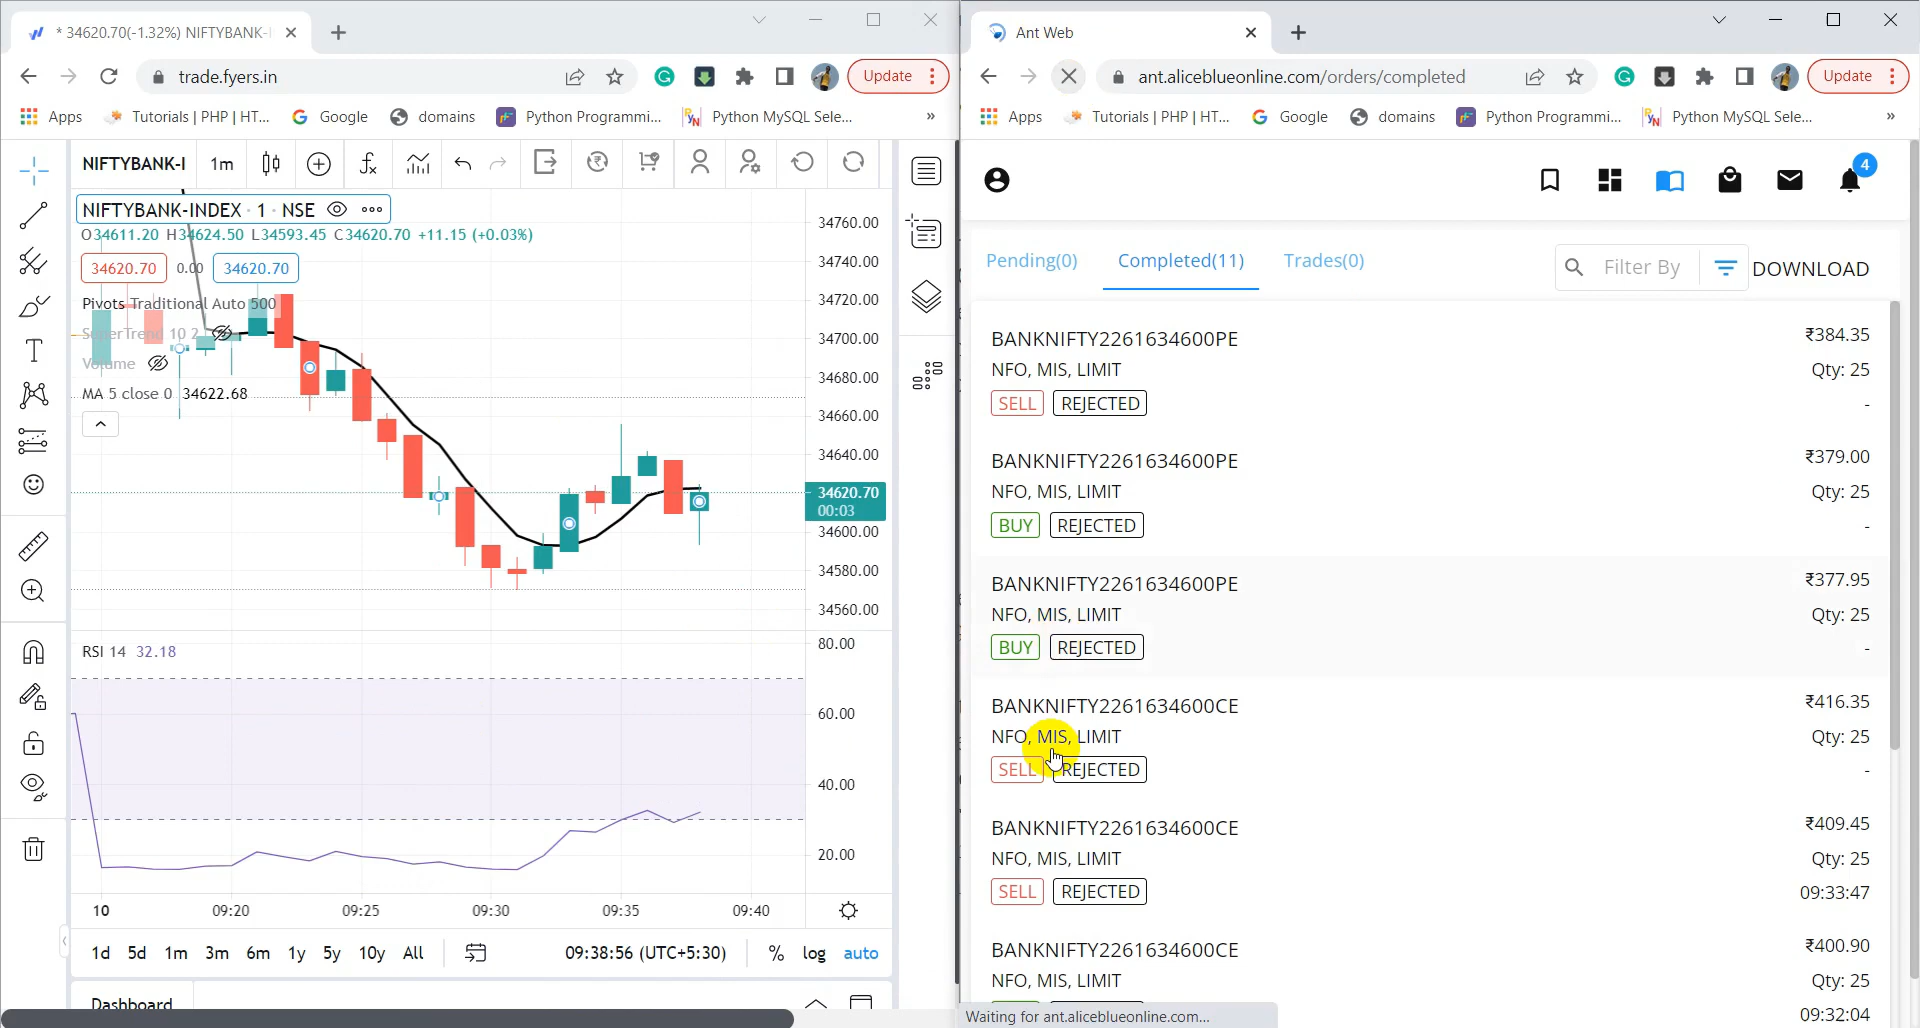 * 34620.70(-1.32%) NIFTYBANK-I
trade.fyers.in
Update
Apps
Tutorials | PHP | HT...
Google
domains
Python Programmi...
Python MySQL Sele...
»
NIFTYBANK-I
1m
NIFTYBANK-INDEX · 1 · NSE
O34611.20 H34624.50 L34593.45 C34620.70 +11.15 (+0.03%)
34620.70
0.00
34620.70
Pivots Traditional Auto 500
SuperTrend 10 2
Volume
MA 5 close 0 34622.68
34760.00
34740.00
34720.00
34700.00
34680.00
34660.00
34640.00
34620.70
00:03
34600.00
34580.00
34560.00
RSI 14 32.18
80.00
60.00
40.00
20.00
10
09:20
09:25
09:30
09:35
09:40
1d 5d 1m 3m 6m 1y 5y 10y All
09:38:56 (UTC+5:30)
% log auto
Dashboard
Ant Web
ant.aliceblueonline.com/orders/completed
Update
Apps
Tutorials | PHP | HT...
Google
domains
Python Programmi...
Python MySQL Sele...
»
4
Pending(0)
Completed(11)
Trades(0)
Filter By
DOWNLOAD
BANKNIFTY2261634600PE
₹384.35
NFO, MIS, LIMIT
Qty: 25
SELL REJECTED
-
BANKNIFTY2261634600PE
₹379.00
NFO, MIS, LIMIT
Qty: 25
BUY REJECTED
-
BANKNIFTY2261634600PE
₹377.95
NFO, MIS, LIMIT
Qty: 25
BUY REJECTED
-
BANKNIFTY2261634600CE
₹416.35
NFO, MIS, LIMIT
Qty: 25
SELL REJECTED
-
BANKNIFTY2261634600CE
₹409.45
NFO, MIS, LIMIT
Qty: 25
SELL REJECTED
09:33:47
BANKNIFTY2261634600CE
₹400.90
NFO, MIS, LIMIT
Qty: 25
09:32:04
Waiting for ant.aliceblueonline.com...